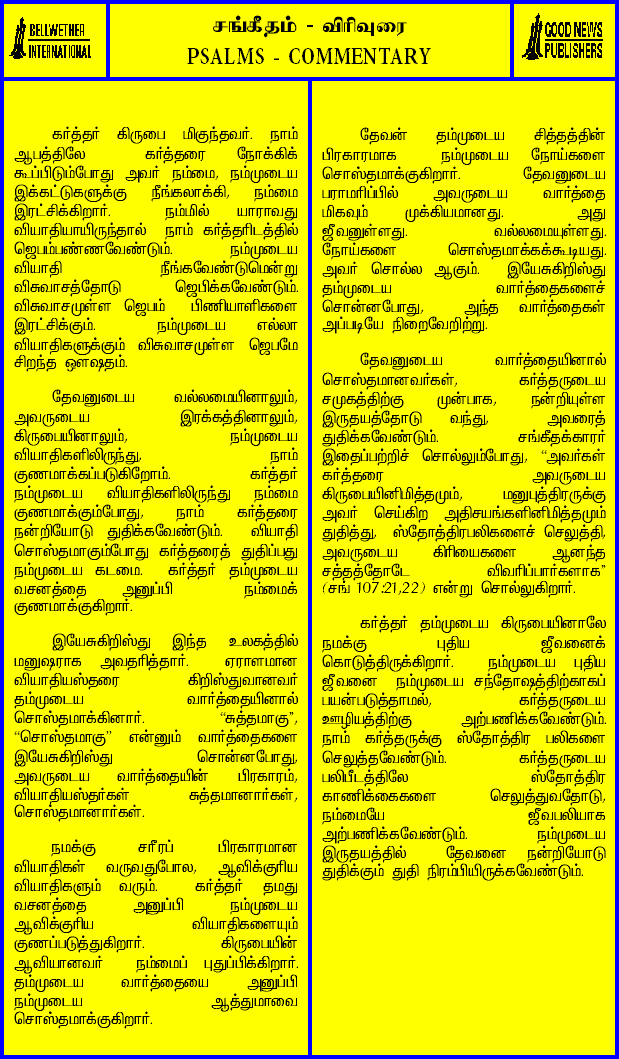 BELLWETHER
INTERNATIONAL
சங்கீதம் - விரிவுரை
PSALMS - COMMENTARY
GOOD NEWS
PUBLISHERS
கர்த்தர் கிருபை மிகுந்தவர். நாம்
ஆபத்திலே கர்த்தரை நோக்கிக்
கூப்பிடும்போது அவர் நம்மை, நம்முடைய
இக்கட்டுகளுக்கு நீங்கலாக்கி, நம்மை
இரட்சிக்கிறார். நம்மில் யாராவது
வியாதியாயிருந்தால் நாம் கர்த்தரிடத்தில்
ஜெபம்பண்ணவேண்டும். நம்முடைய
வியாதி நீங்கவேண்டுமென்று
விசுவாசத்தோடு ஜெபிக்கவேண்டும்.
விசுவாசமுள்ள ஜெபம் பிணியாளிகளை
இரட்சிக்கும். நம்முடைய எல்லா
வியாதிகளுக்கும் விசுவாசமுள்ள ஜெபமே
சிறந்த ஔஷதம்.
தேவனுடைய வல்லமையினாலும்,
அவருடைய இரக்கத்தினாலும்,
கிருபையினாலும், நம்முடைய
வியாதிகளிலிருந்து, நாம்
குணமாக்கப்படுகிறோம். கர்த்தர்
நம்முடைய வியாதிகளிலிருந்து நம்மை
குணமாக்கும்போது, நாம் கர்த்தரை
நன்றியோடு துதிக்கவேண்டும். வியாதி
சொஸ்தமாகும்போது கர்த்தரைத் துதிப்பது
நம்முடைய கடமை. கர்த்தர் தம்முடைய
வசனத்தை அனுப்பி நம்மைக்
குணமாக்குகிறார்.
இயேசுகிறிஸ்து இந்த உலகத்தில்
மனுஷராக அவதரித்தார். ஏராளமான
வியாதியஸ்தரை கிறிஸ்துவானவர்
தம்முடைய வார்த்தையினால்
சொஸ்தமாக்கினார். “சுத்தமாகு”,
“சொஸ்தமாகு” என்னும் வார்த்தைகளை
இயேசுகிறிஸ்து சொன்னபோது,
அவருடைய வார்த்தையின் பிரகாரம்,
வியாதியஸ்தர்கள் சுத்தமானார்கள்,
சொஸ்தமானார்கள்.
நமக்கு சரீரப் பிரகாரமான
வியாதிகள் வருவதுபோல, ஆவிக்குரிய
வியாதிகளும் வரும். கர்த்தர் தமது
வசனத்தை அனுப்பி நம்முடைய
ஆவிக்குரிய வியாதிகளையும்
குணப்படுத்துகிறார். கிருபையின்
ஆவியானவர் நம்மைப் புதுப்பிக்கிறார்.
தம்முடைய வார்த்தையை அனுப்பி
நம்முடைய ஆத்துமாவை
சொஸ்தமாக்குகிறார்.
தேவன் தம்முடைய சித்தத்தின்
பிரகாரமாக நம்முடைய நோய்களை
சொஸ்தமாக்குகிறார். தேவனுடைய
பராமரிப்பில் அவருடைய வார்த்தை
மிகவும் முக்கியமானது. அது
ஜீவனுள்ளது. வல்லமையுள்ளது.
நோய்களை சொஸ்தமாக்கக்கூடியது.
அவர் சொல்ல ஆகும். இயேசுகிறிஸ்து
தம்முடைய வார்த்தைகளைச்
சொன்னபோது, அந்த வார்த்தைகள்
அப்படியே நிறைவேறிற்று.
தேவனுடைய வார்த்தையினால்
சொஸ்தமானவர்கள், கர்த்தருடைய
சமுகத்திற்கு முன்பாக, நன்றியுள்ள
இருதயத்தோடு வந்து, அவரைத்
துதிக்கவேண்டும். சங்கீதக்காரர்
இதைப்பற்றிச் சொல்லும்போது, “அவர்கள்
கர்த்தரை அவருடைய
கிருபையினிமித்தமும், மனுபுத்திரருக்கு
அவர் செய்கிற அதிசயங்களினிமித்தமும்
துதித்து, ஸ்தோத்திரபலிகளைச் செலுத்தி,
அவருடைய கிரியைகளை ஆனந்த
சத்தத்தோடே விவரிப்பார்களாக”
(சங் 107:21,22) என்று சொல்லுகிறார்.
கர்த்தர் தம்முடைய கிருபையினாலே
நமக்கு புதிய ஜீவனைக்
கொடுத்திருக்கிறார். நம்முடைய புதிய
ஜீவனை நம்முடைய சந்தோஷத்திற்காகப்
பயன்படுத்தாமல், கர்த்தருடைய
ஊழியத்திற்கு அற்பணிக்கவேண்டும்.
நாம் கர்த்தருக்கு ஸ்தோத்திர பலிகளை
செலுத்தவேண்டும். கர்த்தருடைய
பலிபீடத்திலே ஸ்தோத்திர
காணிக்கைகளை செலுத்துவதோடு,
நம்மையே ஜீவபலியாக
அற்பணிக்கவேண்டும். நம்முடைய
இருதயத்தில் தேவனை நன்றியோடு
துதிக்கும் துதி நிரம்பியிருக்கவேண்டும்.